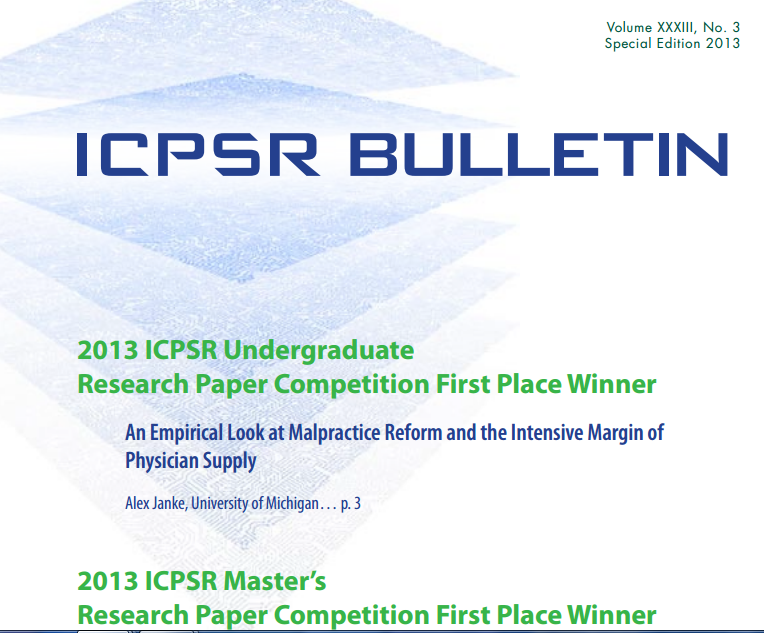 Volume XXXIII, No. 3
Special Edition 2013
ICPSR BULLETIN
2013 ICPSR Undergraduate
Research Paper Competition First Place Winner
An Empirical Look at Malpractice Reform and the Intensive Margin of
Physician Supply
Alex Janke, University of Michigan… p. 3
2013 ICPSR Master’s
Research Paper Competition First Place Winner